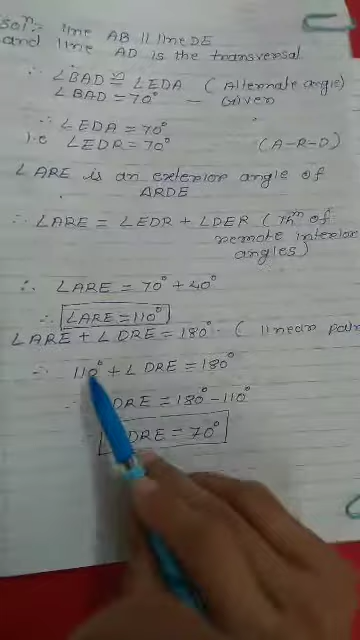 solⁿ:- line AB || line DE
and line AD is the transversal
∴ ∠BAD ≅ ∠EDA (Alternate angle)
∠BAD = 70° — Given
∴ ∠EDA = 70°
i.e ∠EDR = 70° (A-R-D)
∠ARE is an exterior angle of
ΔRDE
∴ ∠ARE = ∠EDR + ∠DER (Thᵐ of
remote interior
angles)
∴ ∠ARE = 70° + 40°
∴ ∠ARE = 110°
∠ARE + ∠DRE = 180° (linear pair
∴ 110° + ∠DRE = 180°
DRE = 180° - 110°
DRE = 70°